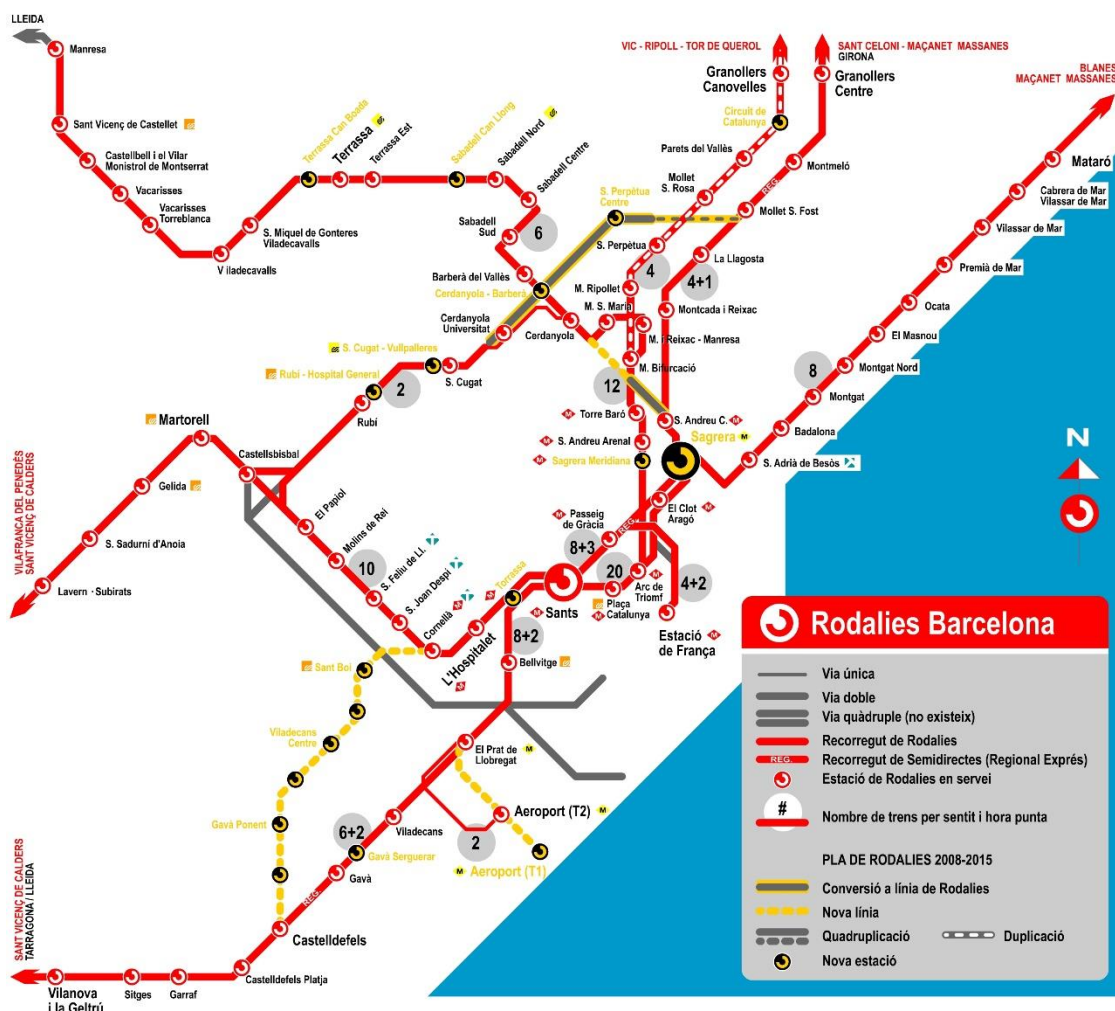 LLEIDA
Manresa
Sant Vicenç de Castellet
Castellbell i el Vilar
Monistrol de Montserrat
Vacarisses
Vacarisses
Torreblanca
Viladecavalls
S. Miquel de Gonteres
Viladecavalls
Terrassa Can Boada
Terrassa
Terrassa Est
Sabadell Can Llong
Sabadell Nord
Sabadell Centre
Sabadell
Sud
6
Barberà del Vallès
Cerdanyola - Barberà
Cerdanyola
Universitat
Cerdanyola
S. Perpètua
Centre
VIC - RIPOLL - TOR DE QUEROL
Granollers
Canovelles
Circuit de
Catalunya
Parets del Vallès
Mollet
S. Rosa
S. Perpètua
4
M. Ripollet
M. S. Maria
M. i Reixac - Manresa
M. Bifurcació
12
Torre Baró
M
S. Andreu Arenal
M
Sagrera Meridiana
M
SANT CELONI - MAÇANET MASSANES
GIRONA
Granollers
Centre
Montmeló
REG.
Mollet S. Fost
La Llagosta
4+1
Montcada i Reixac
S. Andreu C.
M
Sagrera
M
BLANES
MAÇANET MASSANES
Mataró
Cabrera de Mar
Vilassar de Mar
Vilassar de Mar
Premià de Mar
Ocata
El Masnou
Montgat Nord
8
Montgat
Badalona
S. Adrià de Besòs
N
S. Cugat - Vullpalleres
Rubí - Hospital General
2
S. Cugat
Rubí
Martorell
Castellsbisbal
Gelida
S. Sadurní d'Anoia
Lavern - Subirats
VILAFRANCA DEL PENEDÈS
SANT VICENÇ DE CALDERS
El Papiol
Molins de Rei
10
S. Feliu de Ll.
S. Joan Despí
Cornellà
L'Hospitalet
Torrassa
M
Sants
8+2
Bellvitge
M
Passeig
de Gràcia
REG.
8+3
20
El Clot
Aragó
M
Arc de
Triomf
M
Plaça
M
Catalunya
4+2
Estació
M
de França
Sant Boi
Viladecans
Centre
Gavà Ponent
El Prat de
Llobregat
M
Aeroport (T2)
M
2
M
Aeroport (T1)
Viladecans
6+2
Gavà Serguerar
Gavà
REG.
Castelldefels
Castelldefels Platja
Garraf
Sitges
Vilanova
i la Geltrú
SANT VICENÇ DE CALDERS
TARRAGONA / LLEIDA
Rodalies Barcelona
Via única
Via doble
Via quàdruple (no existeix)
Recorregut de Rodalies
REG.
Recorregut de Semidirectes (Regional Exprés)
Estació de Rodalies en servei
#
Nombre de trens per sentit i hora punta
PLA DE RODALIES 2008-2015
Conversió a línia de Rodalies
Nova línia
Quadruplicació
Duplicació
Nova estació